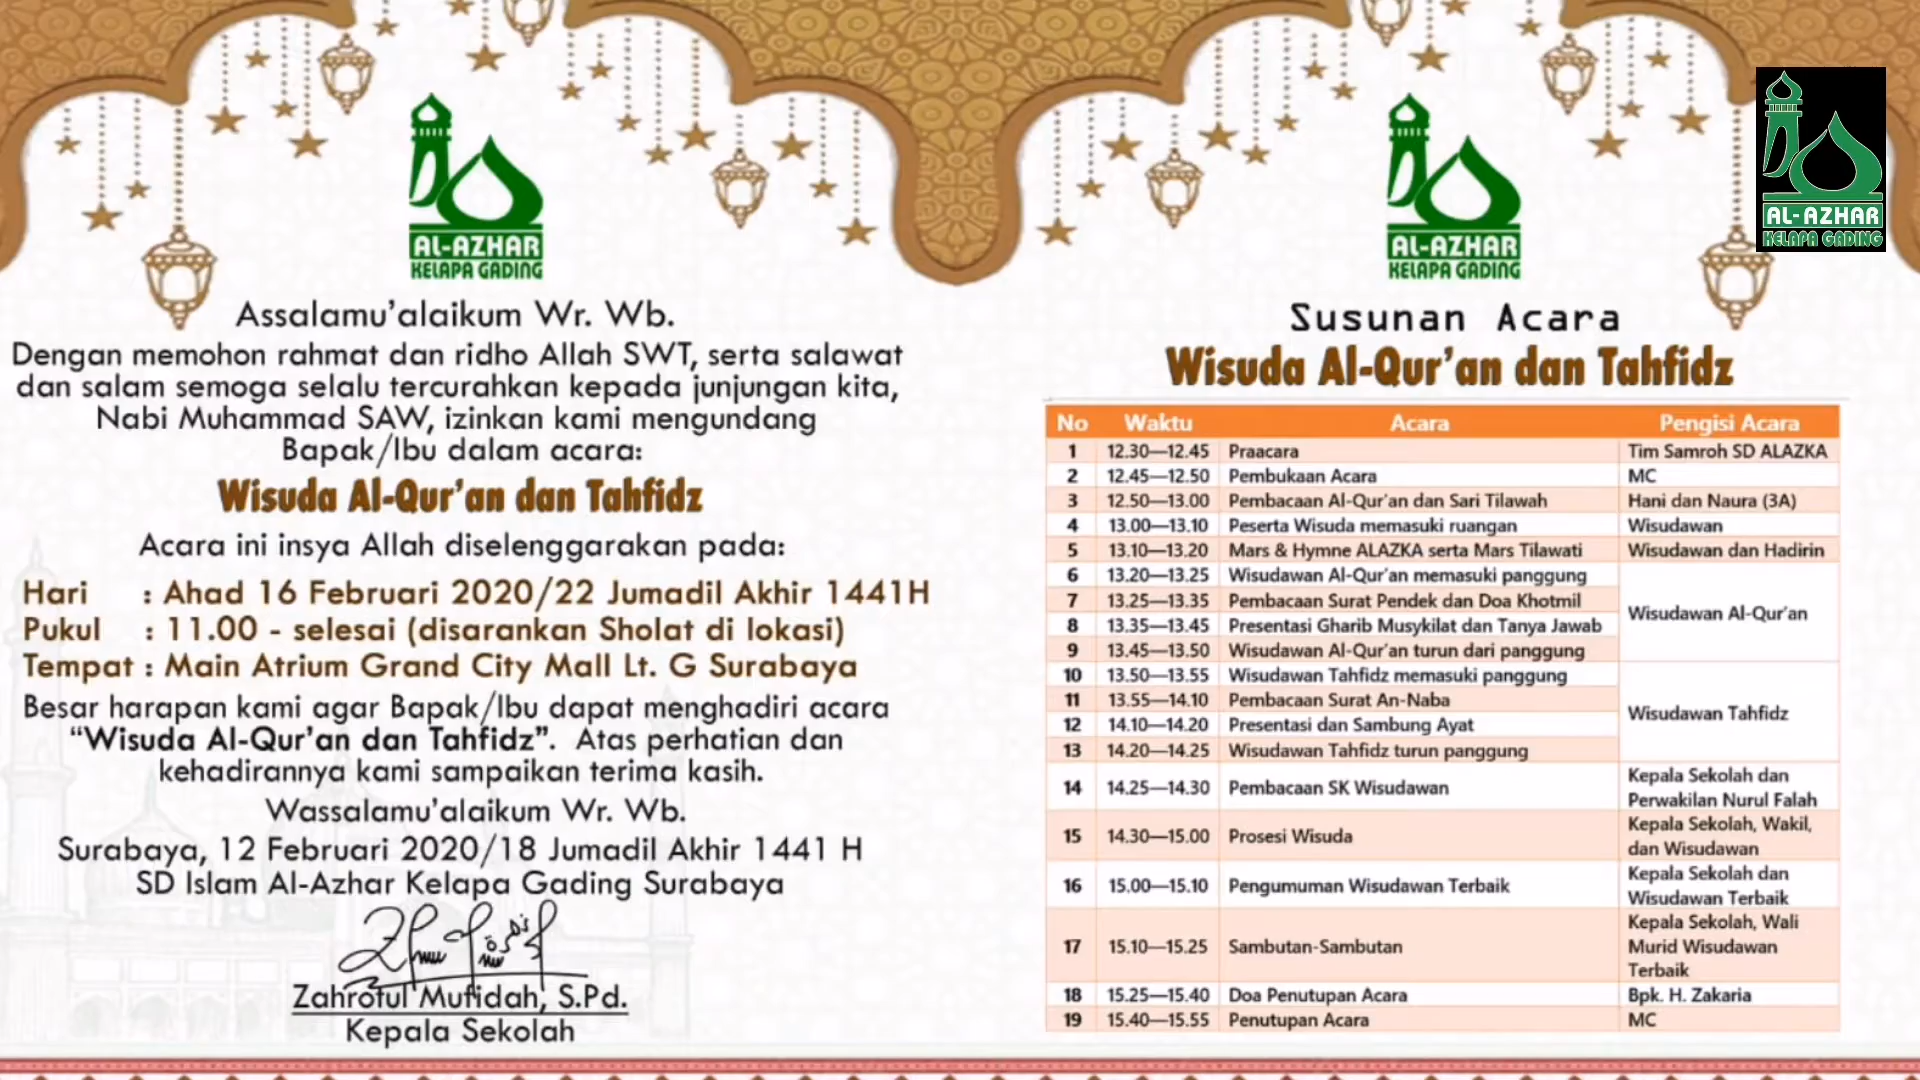 AL-AZHAR
KELAPA GADING
Assalamu'alaikum Wr. Wb.
Dengan memohon rahmat dan ridho Allah SWT, serta salawat
dan salam semoga selalu tercurahkan kepada junjungan kita,
Nabi Muhammad SAW, izinkan kami mengundang
Bapak/Ibu dalam acara:
Wisuda Al-Qur'an dan Tahfidz
Acara ini insya Allah diselenggarakan pada:
Hari : Ahad 16 Februari 2020/22 Jumadil Akhir 1441H
Pukul : 11.00 - selesai (disarankan Sholat di lokasi)
Tempat : Main Atrium Grand City Mall Lt. G Surabaya
Besar harapan kami agar Bapak/Ibu dapat menghadiri acara
"Wisuda Al-Qur'an dan Tahfidz". Atas perhatian dan
kehadirannya kami sampaikan terima kasih.
Wassalamu'alaikum Wr. Wb.
Surabaya, 12 Februari 2020/18 Jumadil Akhir 1441 H
SD Islam Al-Azhar Kelapa Gading Surabaya
Zahrotul Mufidah, S.Pd.
Kepala Sekolah
AL-AZHAR
KELAPA GADING
AL-AZHAR
KELAPA GADING
Susunan Acara
Wisuda Al-Qur'an dan Tahfidz
No Waktu Acara Pengisi Acara
1 12.30—12.45 Praacara Tim Samroh SD ALAZKA
2 12.45—12.50 Pembukaan Acara MC
3 12.50—13.00 Pembacaan Al-Qur'an dan Sari Tilawah Hani dan Naura (3A)
4 13.00—13.10 Peserta Wisuda memasuki ruangan Wisudawan
5 13.10—13.20 Mars & Hymne ALAZKA serta Mars Tilawati Wisudawan dan Hadirin
6 13.20—13.25 Wisudawan Al-Qur'an memasuki panggung
7 13.25—13.35 Pembacaan Surat Pendek dan Doa Khotmil
Wisudawan Al-Qur'an
8 13.35—13.45 Presentasi Gharib Musykilat dan Tanya Jawab
9 13.45—13.50 Wisudawan Al-Qur'an turun dari panggung
10 13.50—13.55 Wisudawan Tahfidz memasuki panggung
11 13.55—14.10 Pembacaan Surat An-Naba
Wisudawan Tahfidz
12 14.10—14.20 Presentasi dan Sambung Ayat
13 14.20—14.25 Wisudawan Tahfidz turun panggung
14 14.25—14.30 Pembacaan SK Wisudawan Kepala Sekolah dan
Perwakilan Nurul Falah
15 14.30—15.00 Prosesi Wisuda Kepala Sekolah, Wakil,
dan Wisudawan
16 15.00—15.10 Pengumuman Wisudawan Terbaik Kepala Sekolah dan
Wisudawan Terbaik
17 15.10—15.25 Sambutan-Sambutan Kepala Sekolah, Wali
Murid Wisudawan
Terbaik
18 15.25—15.40 Doa Penutupan Acara Bpk. H. Zakaria
19 15.40—15.55 Penutupan Acara MC